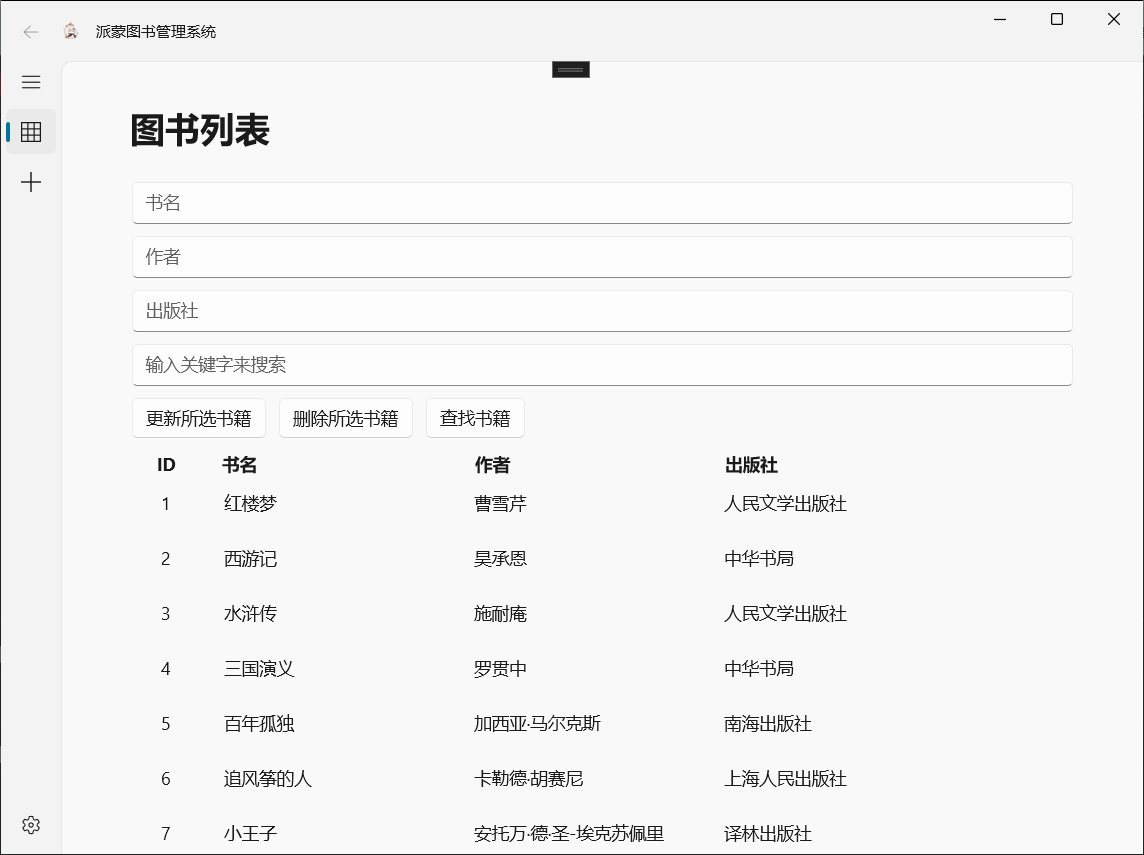 派蒙图书管理系统
图书列表
书名
作者
出版社
输入关键字来搜索
更新所选书籍 删除所选书籍 查找书籍
ID 书名 作者 出版社
1 红楼梦 曹雪芹 人民文学出版社
2 西游记 吴承恩 中华书局
3 水浒传 施耐庵 人民文学出版社
4 三国演义 罗贯中 中华书局
5 百年孤独 加西亚·马尔克斯 南海出版社
6 追风筝的人 卡勒德·胡赛尼 上海人民出版社
7 小王子 安托万·德·圣-埃克苏佩里 译林出版社